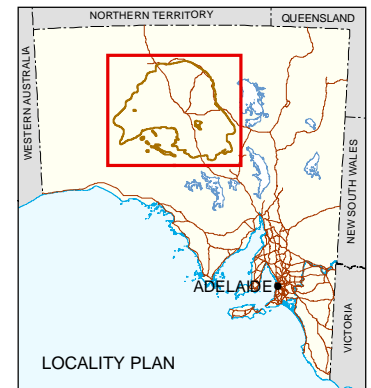 NORTHERN TERRITORY
QUEENSLAND
WESTERN AUSTRALIA
NEW SOUTH WALES
ADELAIDE
VICTORIA
LOCALITY PLAN